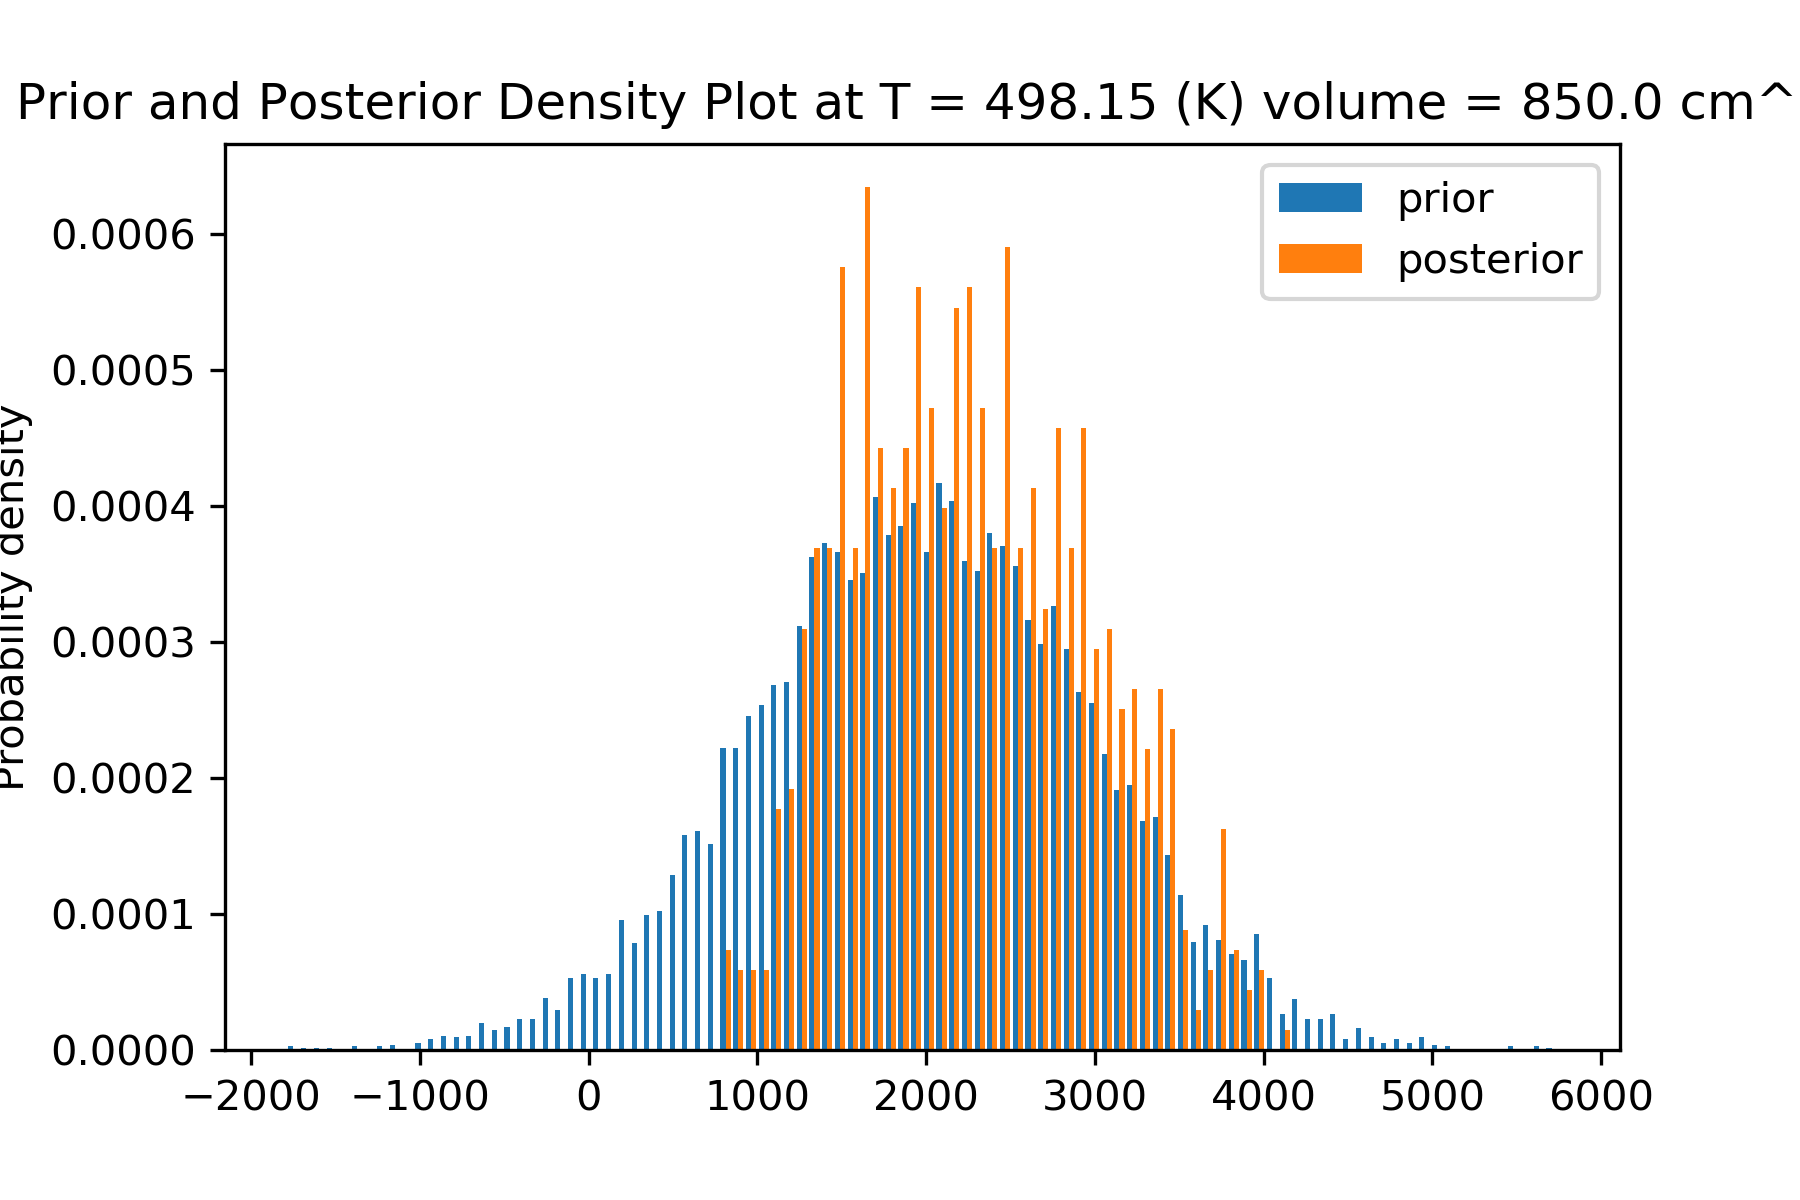 Prior and Posterior Density Plot at T = 498.15 (K) volume = 850.0 cm^
prior
posterior
Probability density
0.0006
0.0005
0.0004
0.0003
0.0002
0.0001
0.0000
−2000 −1000 0 1000 2000 3000 4000 5000 6000